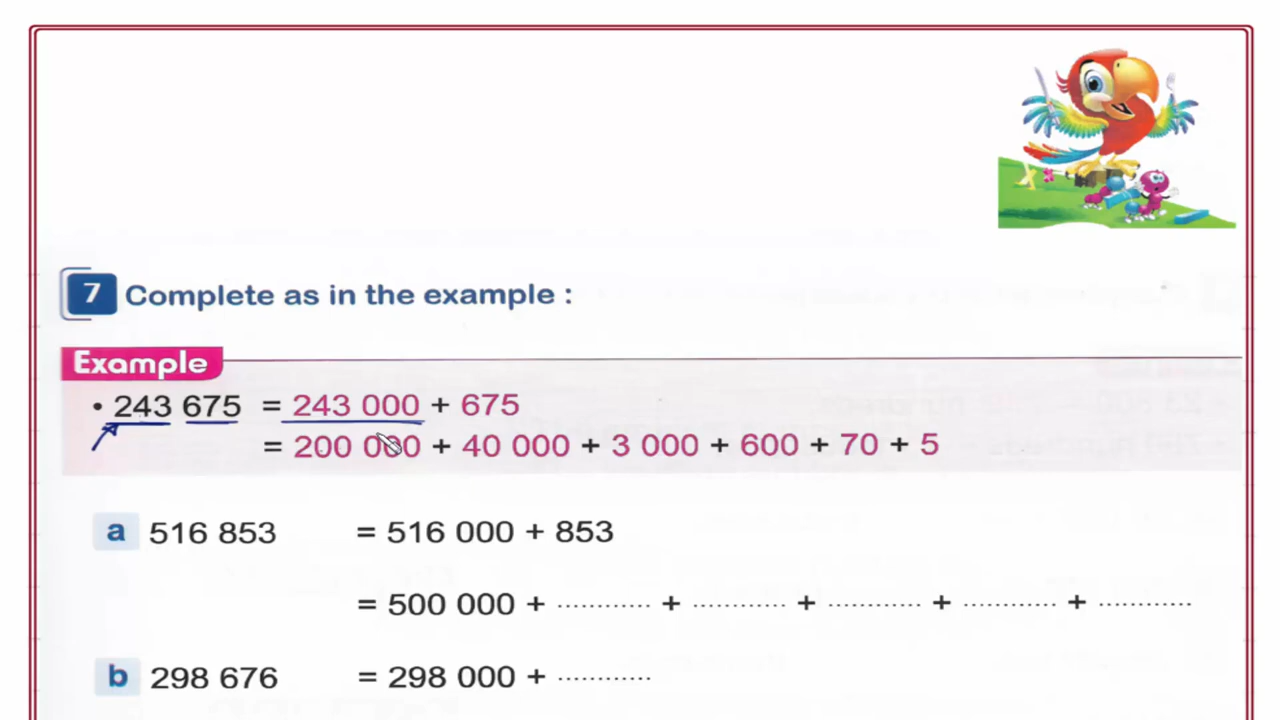 7 Complete as in the example :
Example
• 243 675 = 243 000 + 675
= 200 000 + 40 000 + 3 000 + 600 + 70 + 5
a 516 853 = 516 000 + 853
= 500 000 + ............ + ............ + ............ + ............ + ............
b 298 676 = 298 000 + ............